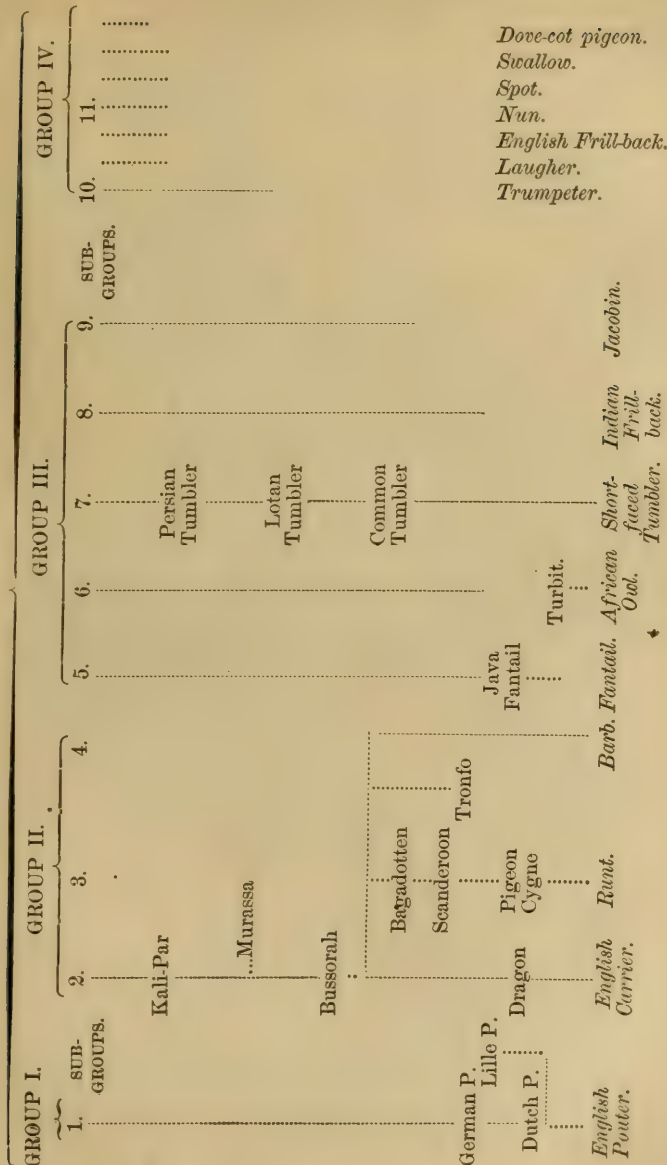 GROUP I.
GROUP II.
GROUP III.
GROUP IV.
SUB-
GROUPS.
1.
2.
3.
4.
5.
6.
7.
8.
9.
SUB-
GROUPS.
10.
11.
Kali-Par
Murassa
Bussorah
Persian
Tumbler
Lotan
Tumbler
Common
Tumbler
Bagadotten
Scanderoon
Tronfo
German P.
Lille P.
Dutch P.
Dragon
Pigeon
Cygne
Java
Fantail
Turbit.
English
Pouter.
English
Carrier.
Runt.
Barb.
Fantail.
African
Owl.
Short-
faced
Tumbler.
Indian
Frill-
back.
Jacobin.
Dove-cot pigeon.
Swallow.
Spot.
Nun.
English Frill-back.
Laugher.
Trumpeter.